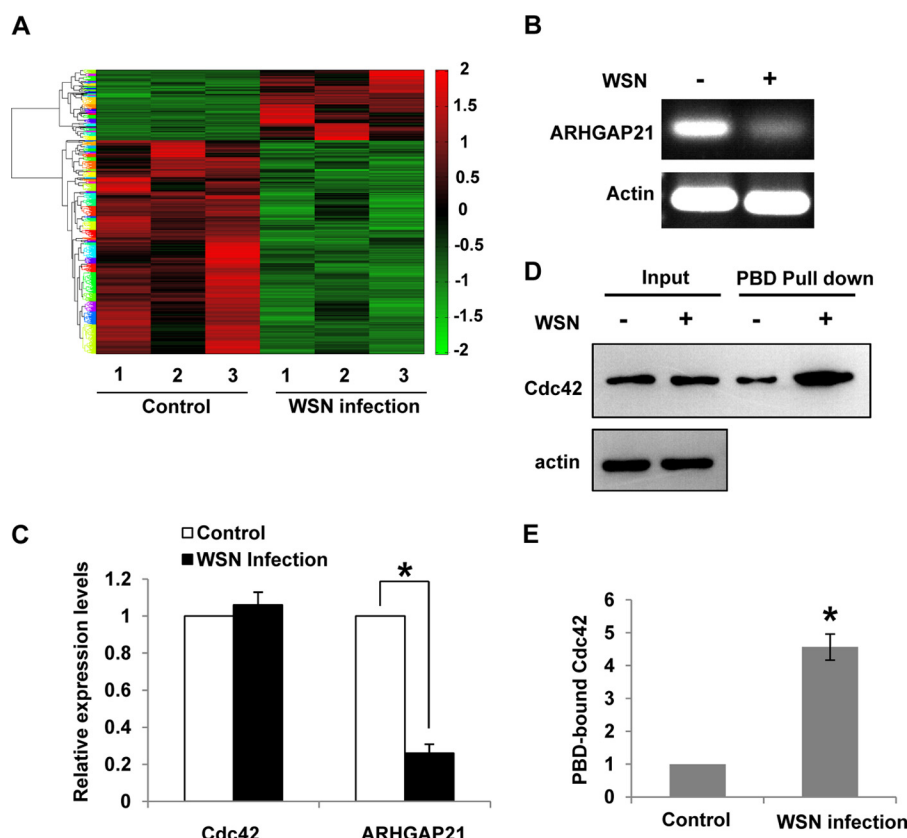 A
2
1.5
1
0.5
0
-0.5
-1
-1.5
-2
1 2 3 1 2 3
Control WSN infection
B
WSN - +
ARHGAP21
Actin
D
Input PBD Pull down
WSN - + - +
Cdc42
actin
C
Control
WSN Infection
Relative expression levels
1.2
1
0.8
0.6
0.4
0.2
0
*
Cdc42 ARHGAP21
E
PBD-bound Cdc42
6
5
4
3
2
1
0
*
Control WSN infection